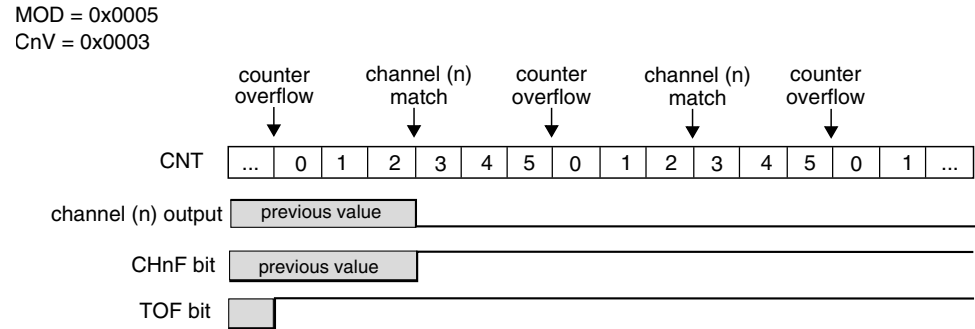 MOD = 0x0005
CnV = 0x0003
counter overflow
channel (n) match
counter overflow
channel (n) match
counter overflow
CNT ... 0 1 2 3 4 5 0 1 2 3 4 5 0 1 ...
channel (n) output previous value
CHnF bit previous value
TOF bit